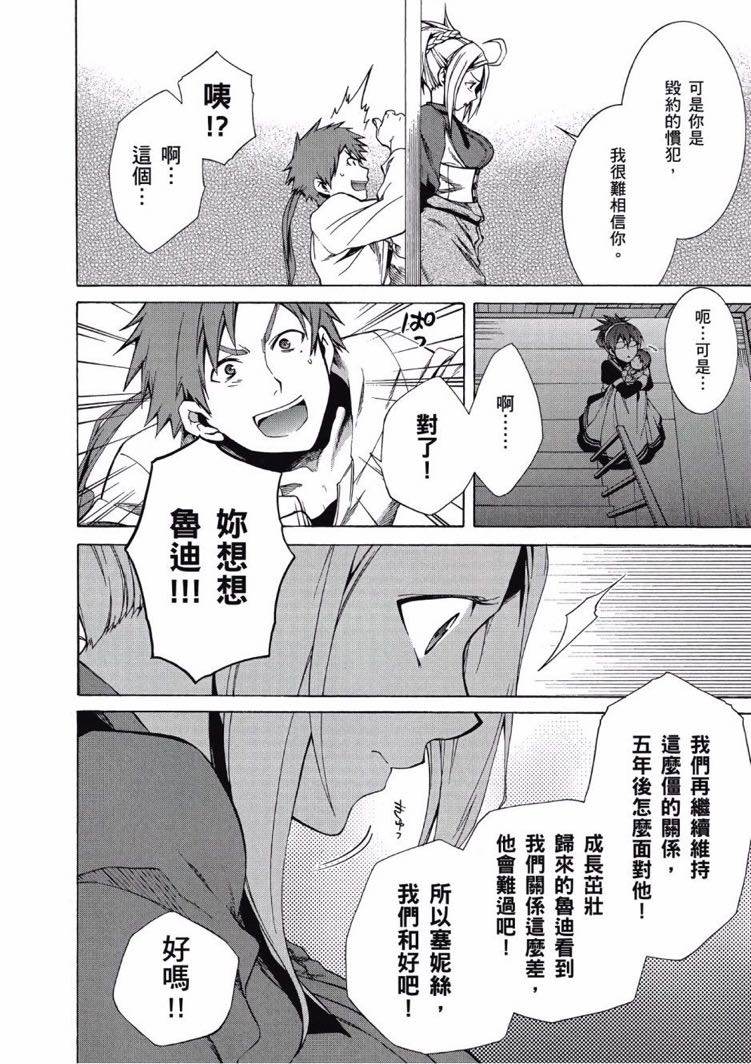 可是你是
毀約的慣犯，
我很難相信你。
咦!?
啊…
這個…
呃…可是…
啊……
對了！
ぱっ
妳想想
魯迪!!!
我們再繼續維持
這麼僵的關係，
五年後怎麼面對他！
成長茁壯
歸來的魯迪看到
我們關係這麼差，
他會難過吧！
所以塞妮絲，
我們和好吧！
好嗎!!